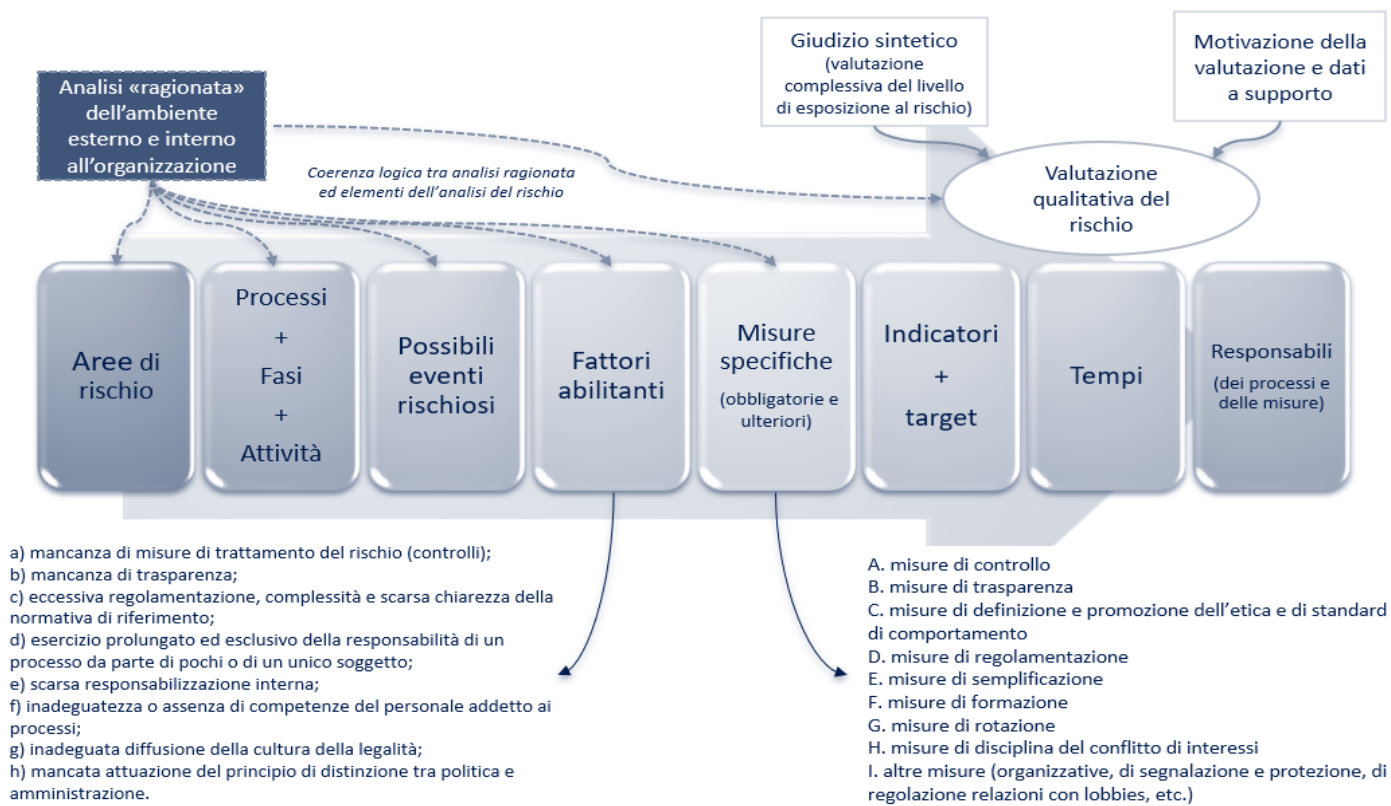 Giudizio sintetico
(valutazione
complessiva del livello
di esposizione al rischio)
Motivazione della
valutazione e dati
a supporto
Analisi «ragionata»
dell’ambiente
esterno e interno
all’organizzazione
Coerenza logica tra analisi ragionata
ed elementi dell’analisi del rischio
Valutazione
qualitativa del
rischio
Aree di
rischio
Processi
+
Fasi
+
Attività
Possibili
eventi
rischiosi
Fattori
abilitanti
Misure
specifiche
(obbligatorie e
ulteriori)
Indicatori
+
target
Tempi
Responsabili
(dei processi e
delle misure)
a) mancanza di misure di trattamento del rischio (controlli);
b) mancanza di trasparenza;
c) eccessiva regolamentazione, complessità e scarsa chiarezza della
normativa di riferimento;
d) esercizio prolungato ed esclusivo della responsabilità di un
processo da parte di pochi o di un unico soggetto;
e) scarsa responsabilizzazione interna;
f) inadeguatezza o assenza di competenze del personale addetto ai
processi;
g) inadeguata diffusione della cultura della legalità;
h) mancata attuazione del principio di distinzione tra politica e
amministrazione.
A. misure di controllo
B. misure di trasparenza
C. misure di definizione e promozione dell’etica e di standard
di comportamento
D. misure di regolamentazione
E. misure di semplificazione
F. misure di formazione
G. misure di rotazione
H. misure di disciplina del conflitto di interessi
I. altre misure (organizzative, di segnalazione e protezione, di
regolazione relazioni con lobbies, etc.)